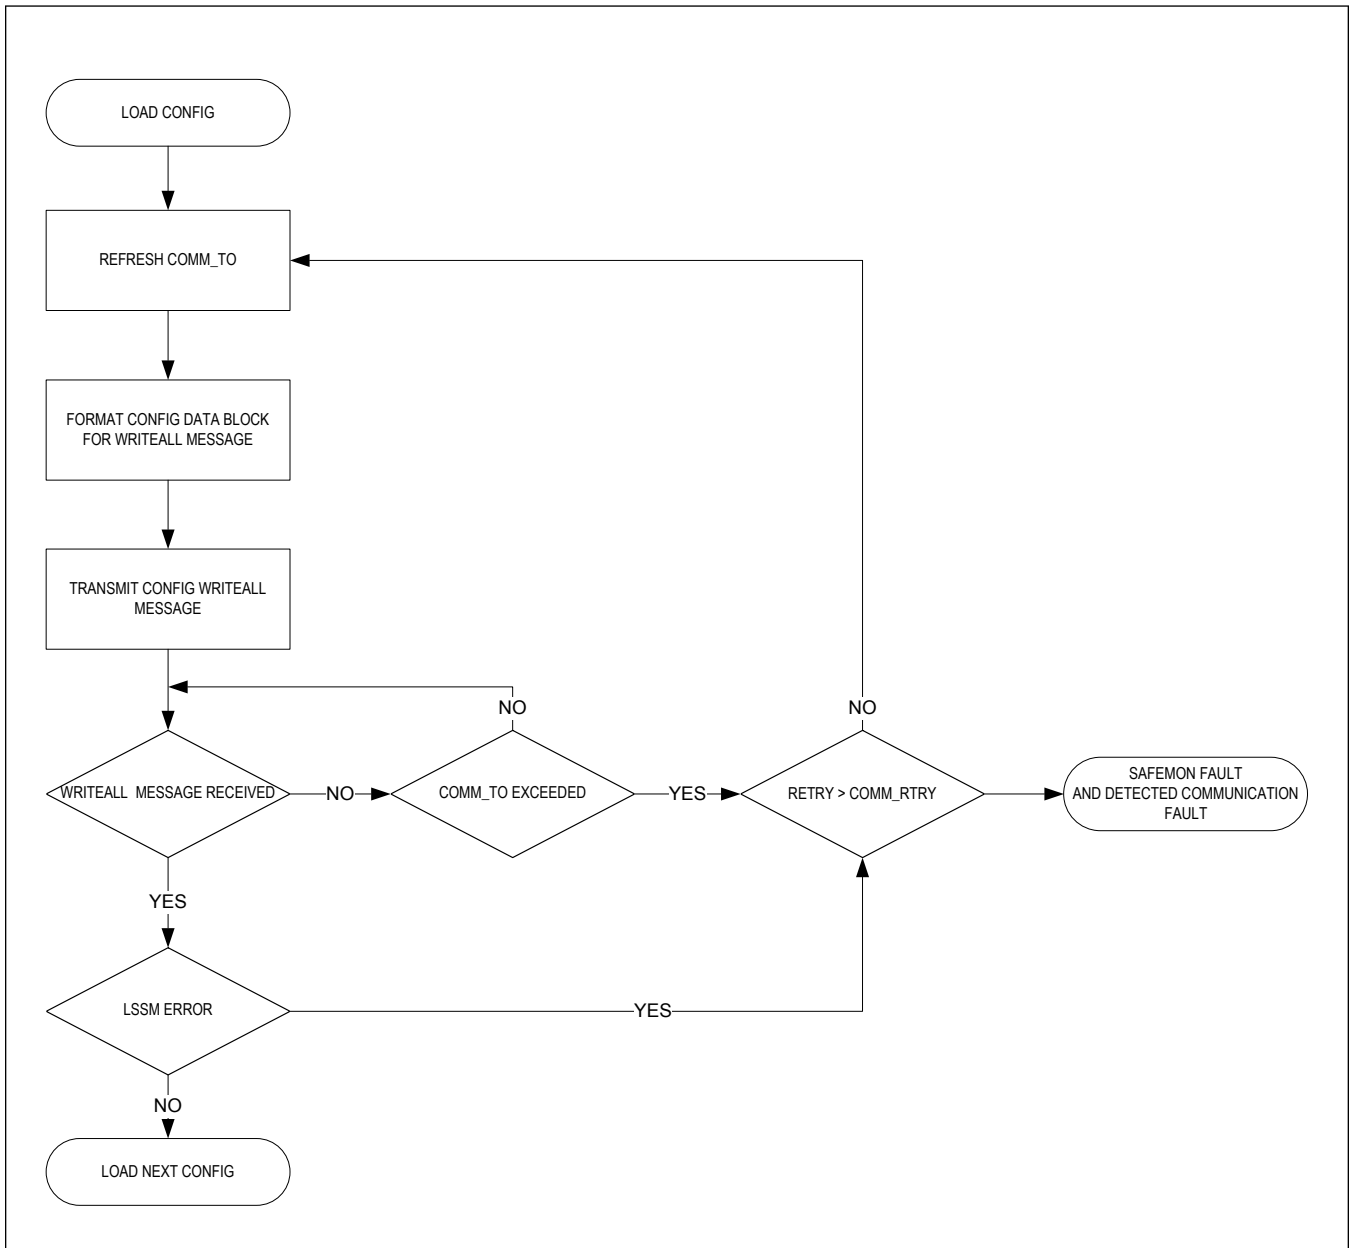 LOAD CONFIG
REFRESH COMM_TO
FORMAT CONFIG DATA BLOCK
FOR WRITEALL MESSAGE
TRANSMIT CONFIG WRITEALL
MESSAGE
NO
NO
WRITEALL  MESSAGE RECEIVED
NO
COMM_TO EXCEEDED
YES
RETRY > COMM_RTRY
SAFEMON FAULT
AND DETECTED COMMUNICATION
FAULT
YES
LSSM ERROR
YES
NO
LOAD NEXT CONFIG